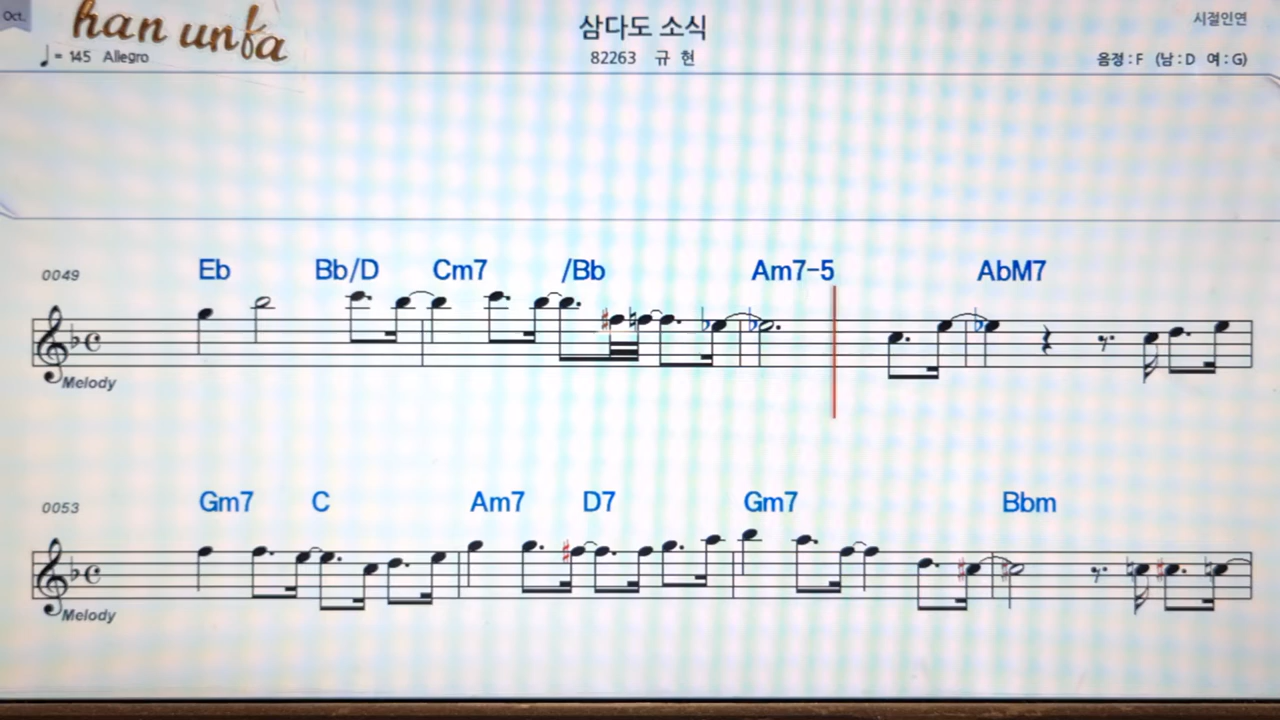 Oct.
han unfa
삼다도 소식
시절인연
♩= 145 Allegro
82263 규 현
음정 : F (남 : D 여 : G)
0049 Eb Bb/D Cm7 /Bb Am7-5 AbM7
Melody
0053 Gm7 C Am7 D7 Gm7 Bbm
Melody